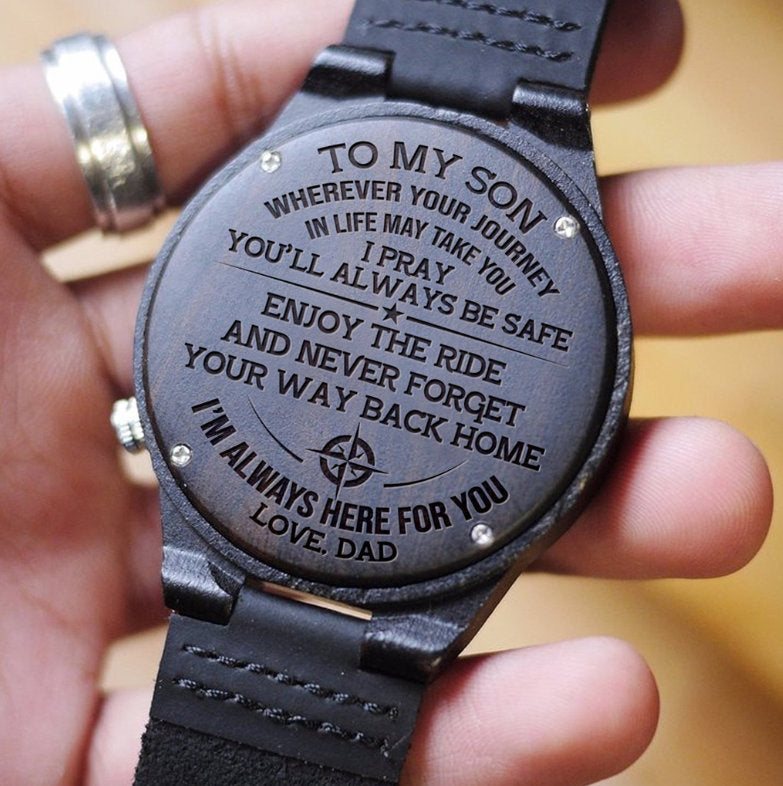 TO MY SON
WHEREVER YOUR JOURNEY
IN LIFE MAY TAKE YOU
I PRAY
YOU'LL ALWAYS BE SAFE
ENJOY THE RIDE
AND NEVER FORGET
YOUR WAY BACK HOME
I'M ALWAYS HERE FOR YOU
LOVE, DAD